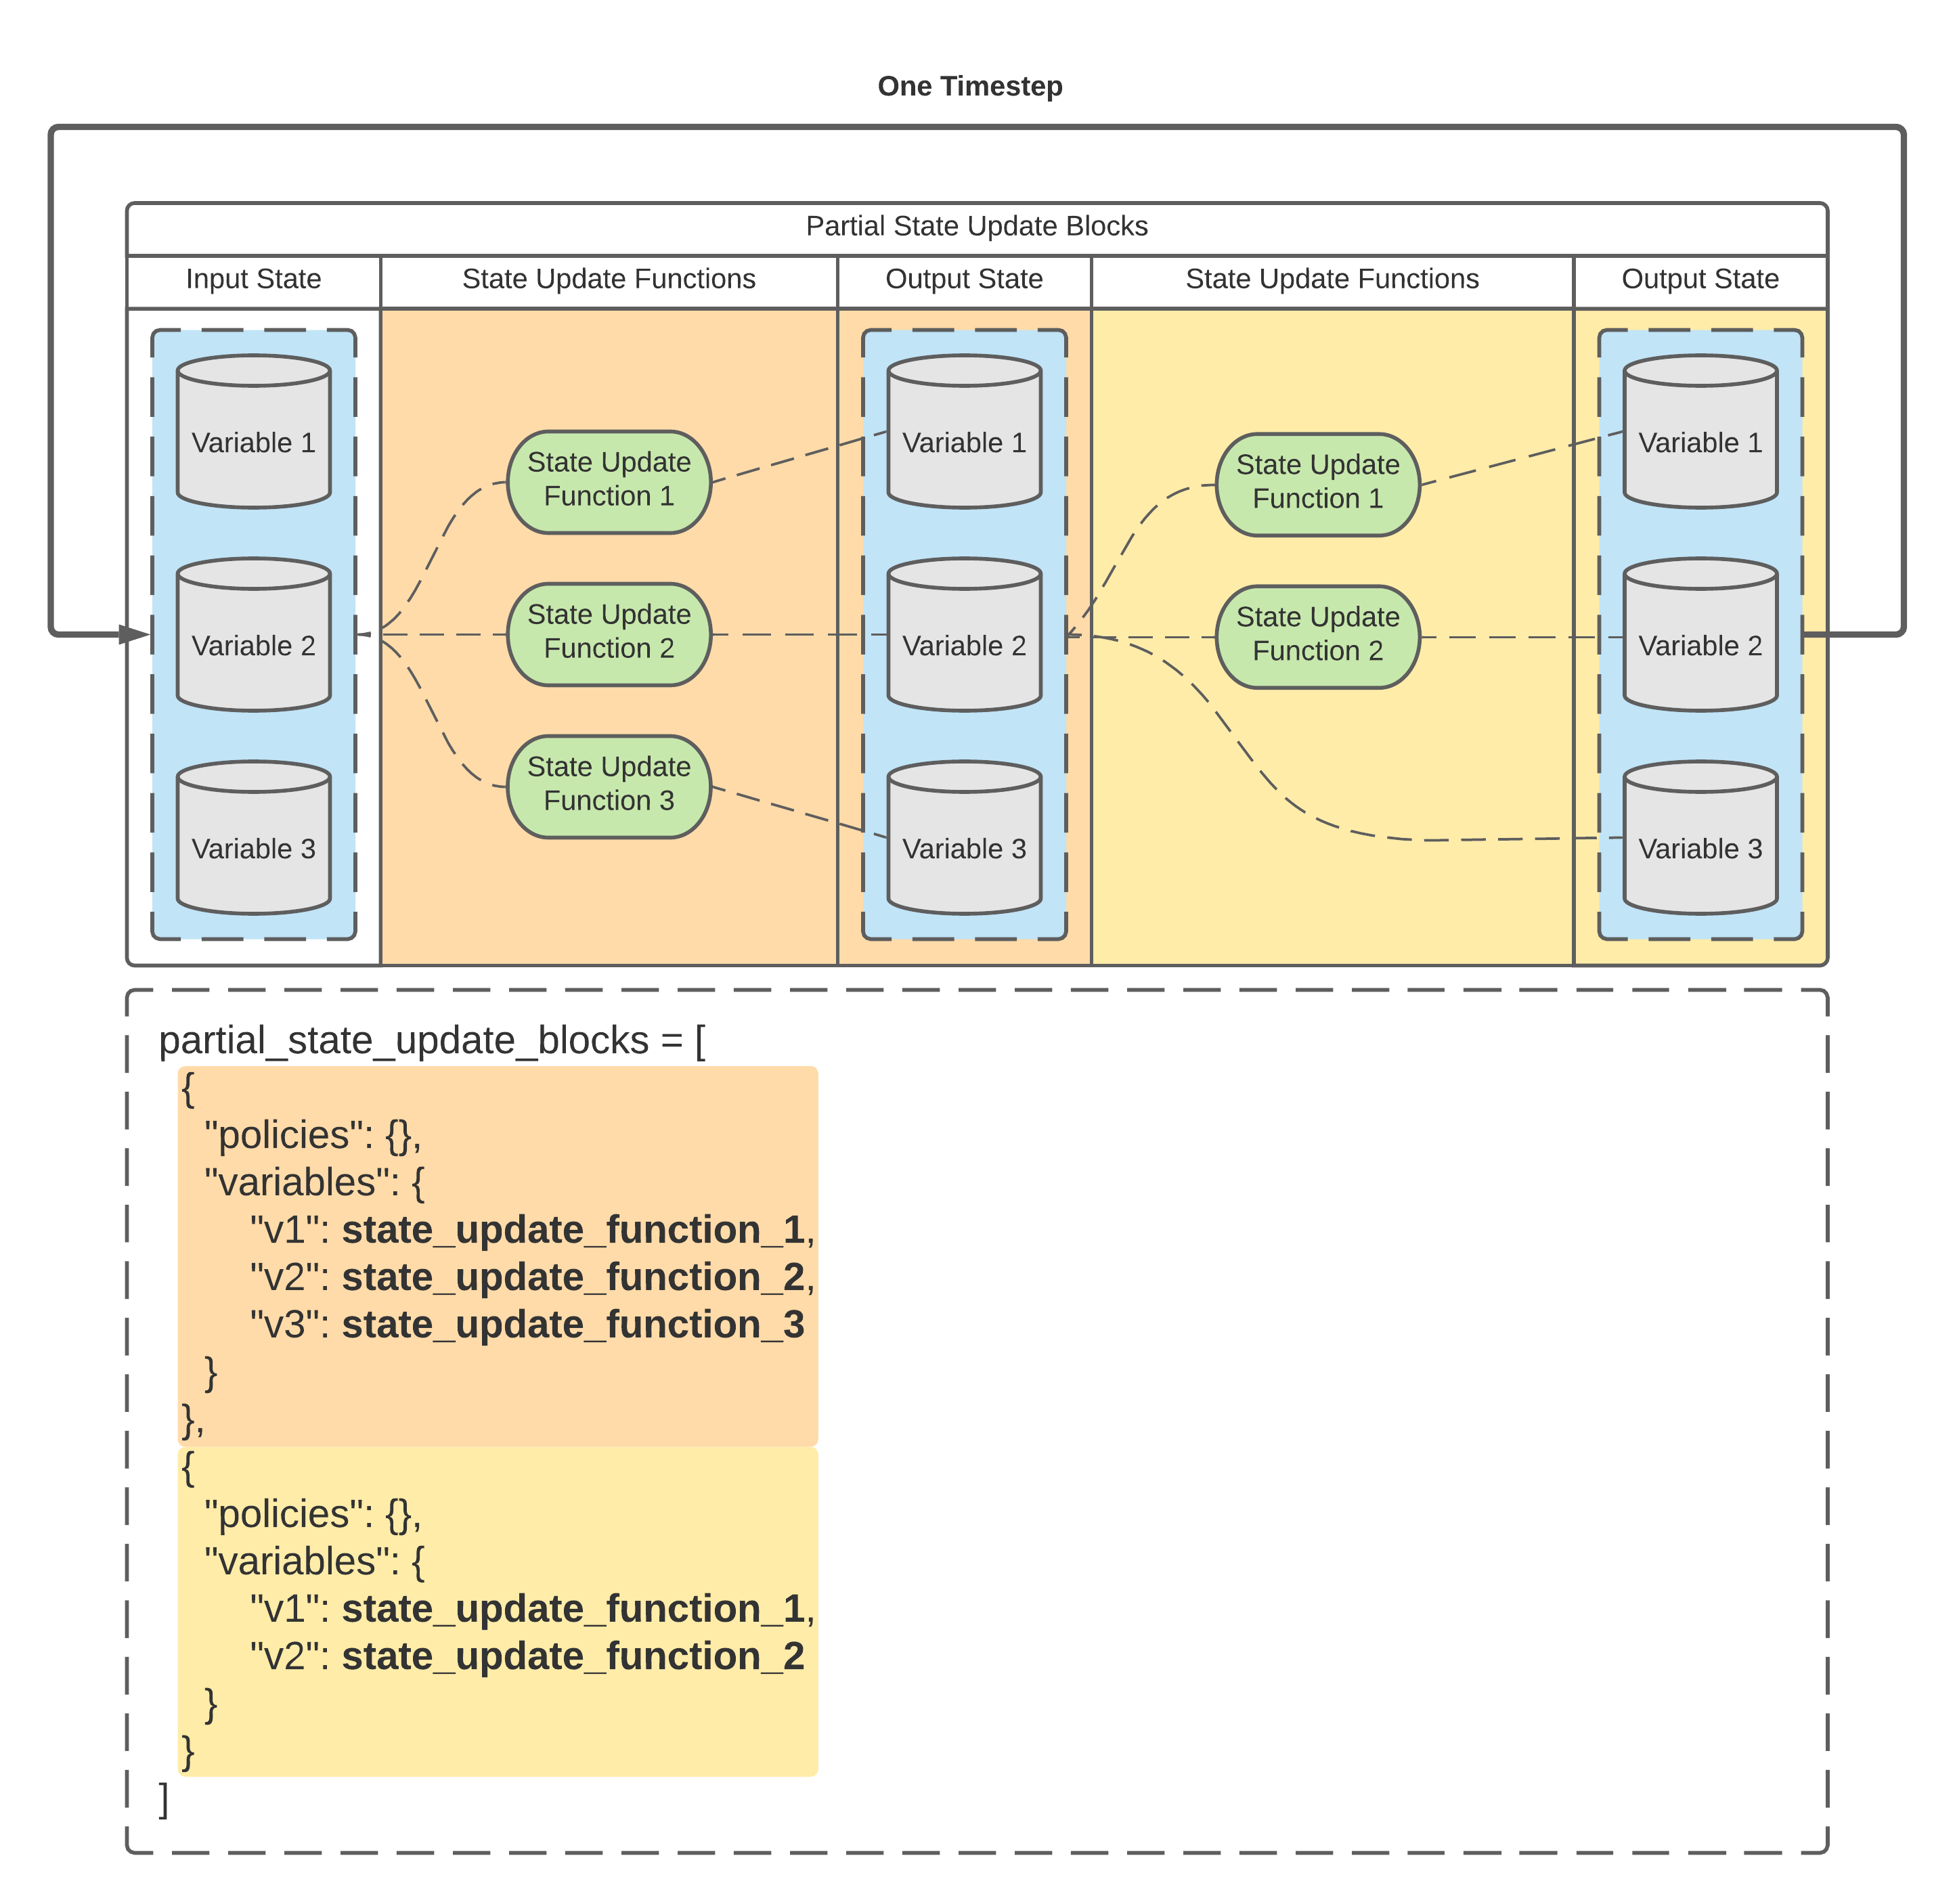 One Timestep
Partial State Update Blocks
Input State
State Update Functions
Output State
State Update Functions
Output State
Variable 1
Variable 2
Variable 3
State Update
Function 1
State Update
Function 2
State Update
Function 3
Variable 1
Variable 2
Variable 3
State Update
Function 1
State Update
Function 2
Variable 1
Variable 2
Variable 3
partial_state_update_blocks = [
{
"policies": {},
"variables": {
"v1": state_update_function_1,
"v2": state_update_function_2,
"v3": state_update_function_3
}
},
{
"policies": {},
"variables": {
"v1": state_update_function_1,
"v2": state_update_function_2
}
}
]